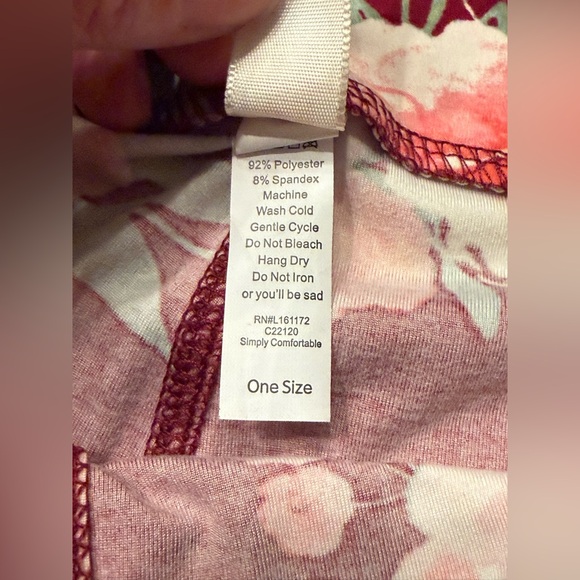 92% Polyester
8% Spandex
Machine
Wash Cold
Gentle Cycle
Do Not Bleach
Hang Dry
Do Not Iron
or you'll be sad
RN#L161172
C22120
Simply Comfortable
One Size